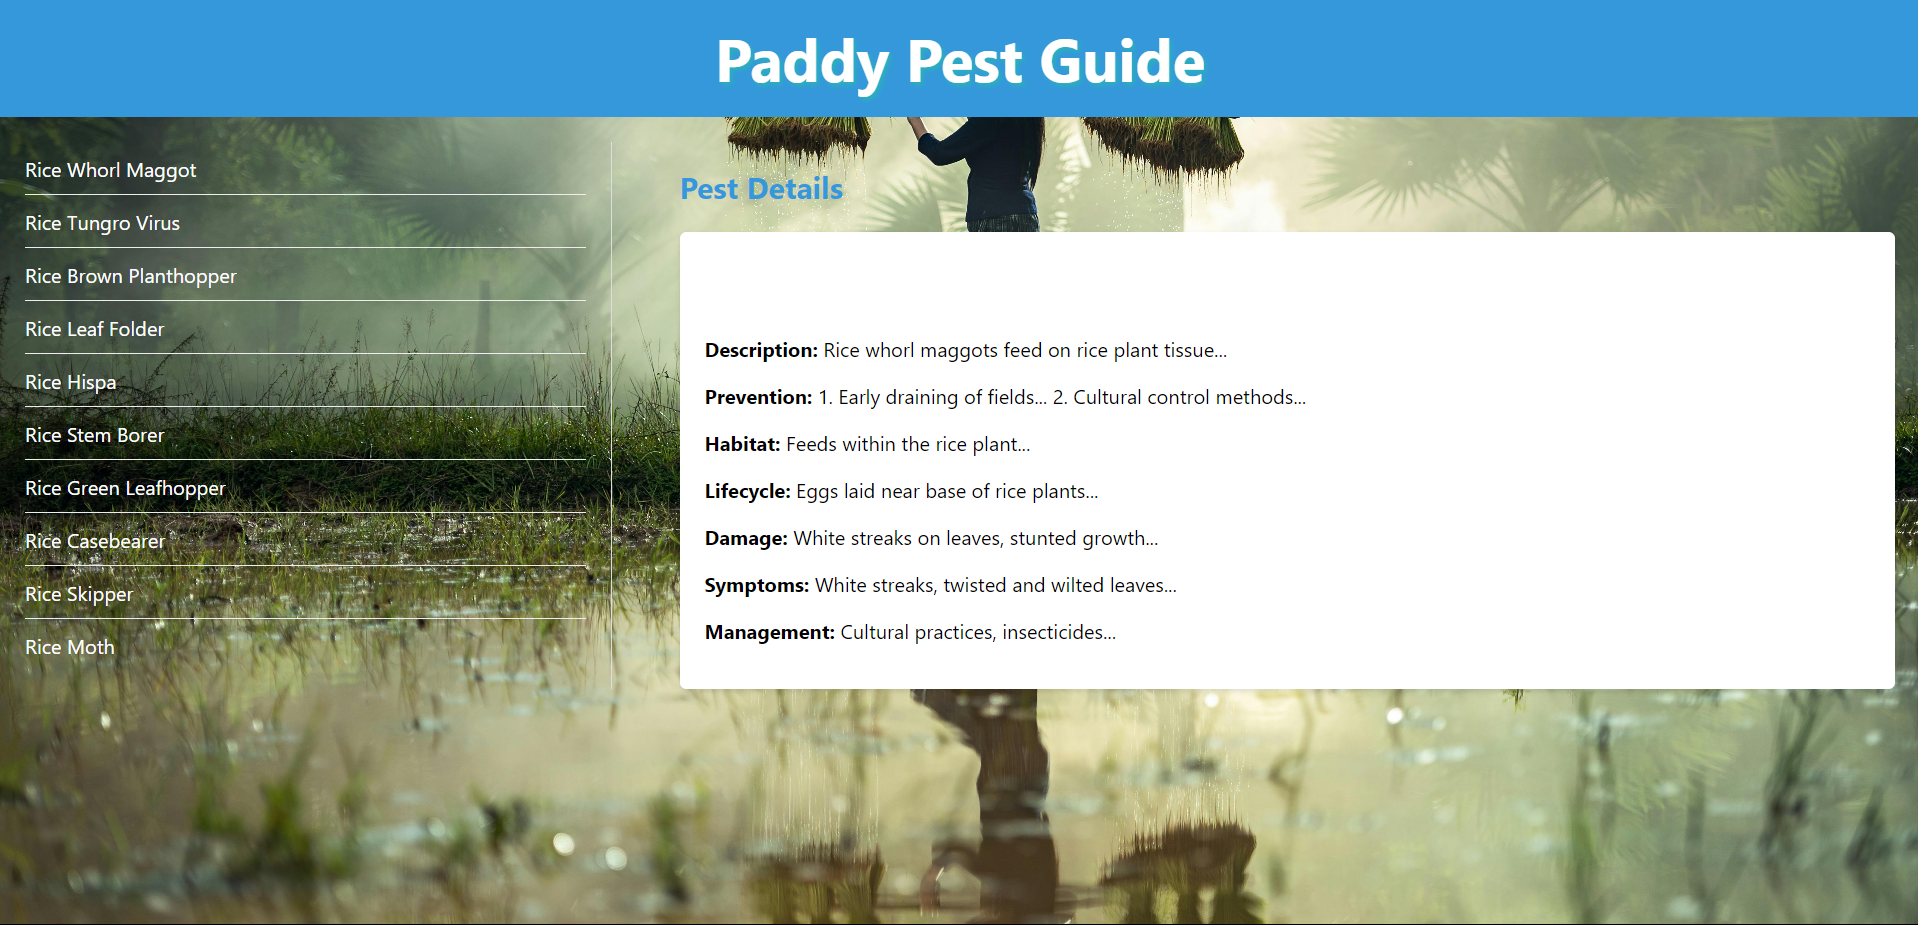 Paddy Pest Guide
Rice Whorl Maggot
Rice Tungro Virus
Rice Brown Planthopper
Rice Leaf Folder
Rice Hispa
Rice Stem Borer
Rice Green Leafhopper
Rice Casebearer
Rice Skipper
Rice Moth
Pest Details
Description: Rice whorl maggots feed on rice plant tissue...
Prevention: 1. Early draining of fields... 2. Cultural control methods...
Habitat: Feeds within the rice plant...
Lifecycle: Eggs laid near base of rice plants...
Damage: White streaks on leaves, stunted growth...
Symptoms: White streaks, twisted and wilted leaves...
Management: Cultural practices, insecticides...